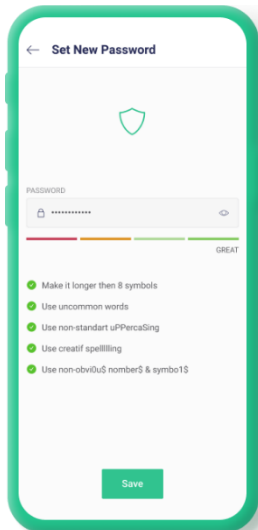 Set New Password
PASSWORD
••••••••••••
GREAT
Make it longer then 8 symbols
Use uncommon words
Use non-standart uPPercaSing
Use creatif spelllllling
Use non-obvi0u$ nomber$ & symbo1$
Save